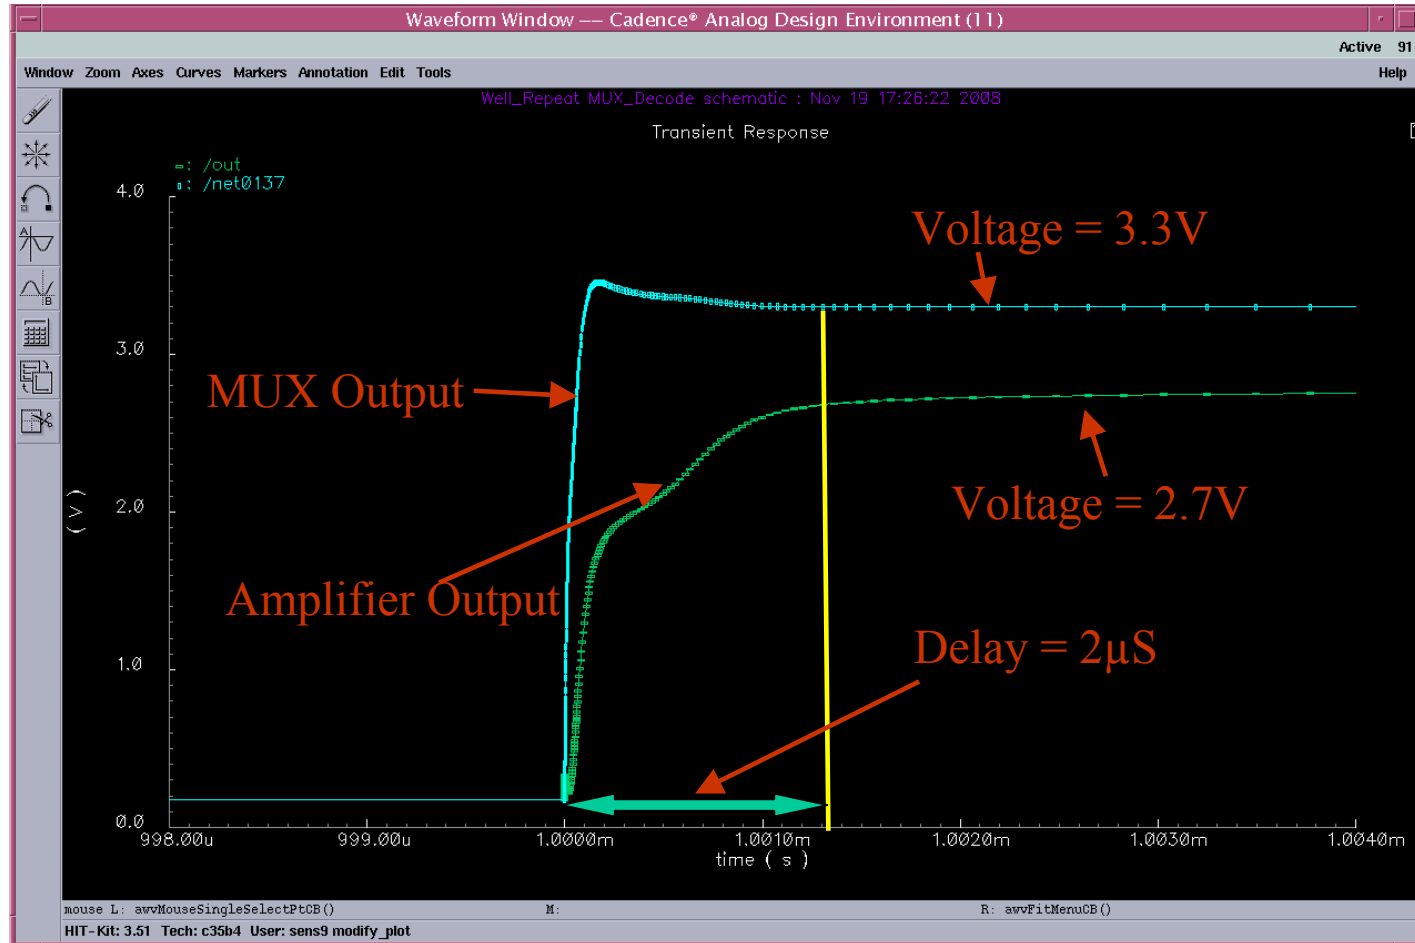 Waveform Window –– Cadence® Analog Design Environment (11)
Active 91
Window Zoom Axes Curves Markers Annotation Edit Tools Help
Well_Repeat MUX_Decode schematic : Nov 19 17:26:22 2008
Transient Response
: /out
: /net0137
4.0
Voltage = 3.3V
3.0
MUX Output
2.0
Voltage = 2.7V
( V )
Amplifier Output
Delay = 2µS
1.0
0.0
998.00u 999.00u 1.0000m 1.0010m 1.0020m 1.0030m 1.0040m
time ( s )
mouse L: awvMouseSingleSelectPtCB() M: R: awvFitMenuCB()
HIT-Kit: 3.51 Tech: c35b4 User: sens9 modify_plot
A
B